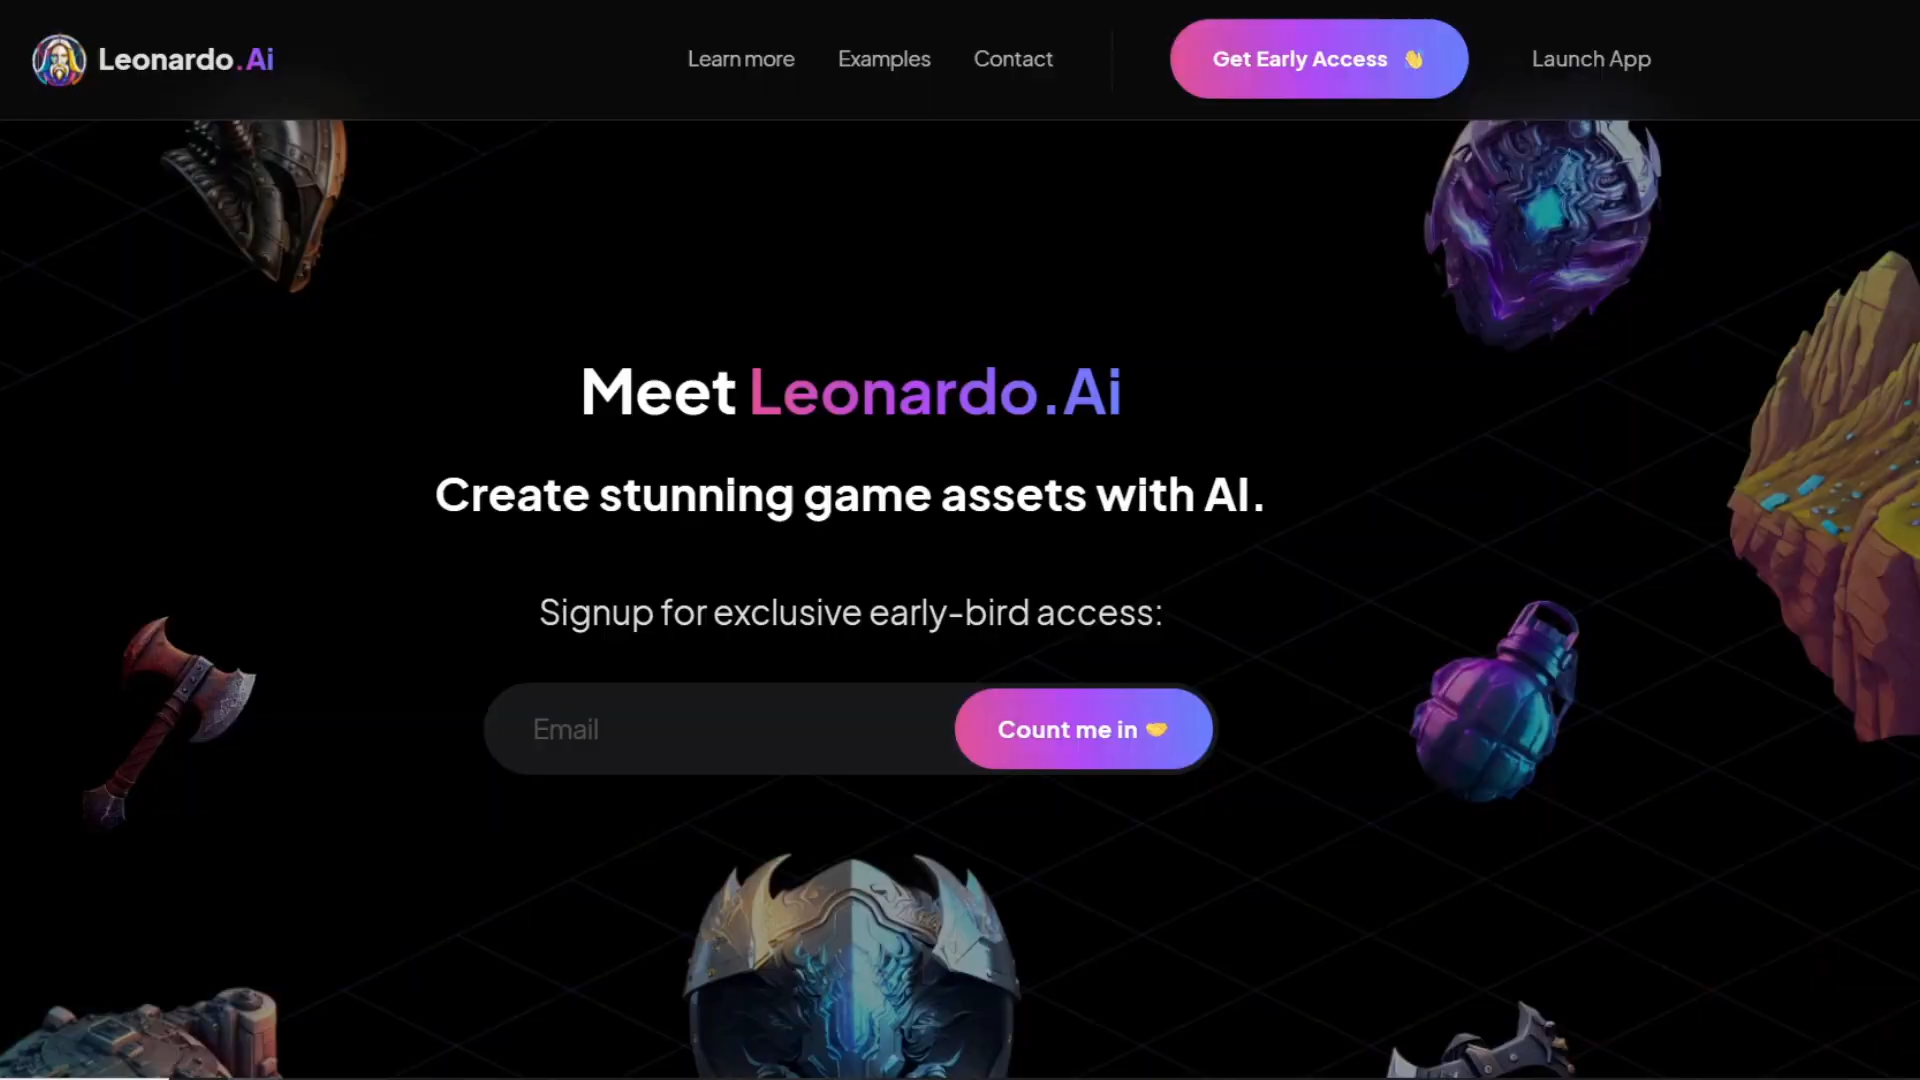 Leonardo.Ai
Learn more
Examples
Contact
Get Early Access 👋
Launch App
Meet Leonardo.Ai
Create stunning game assets with AI.
Signup for exclusive early-bird access:
Email
Count me in 🤝